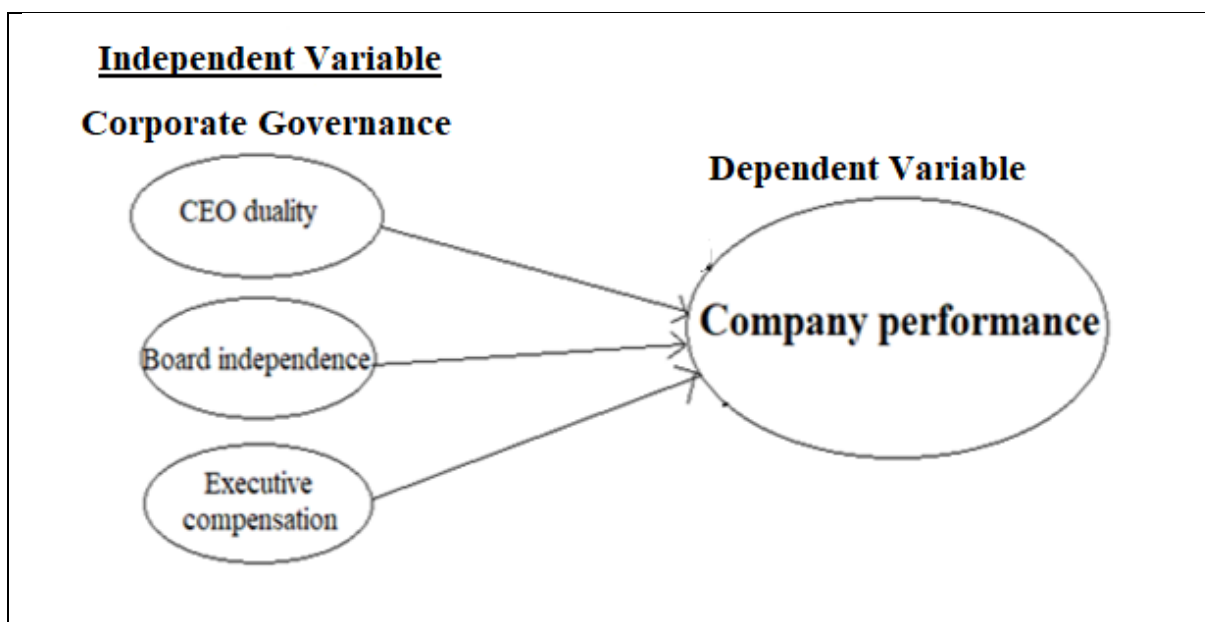 Independent Variable
Corporate Governance
CEO duality
Board independence
Executive
compensation
Dependent Variable
Company performance